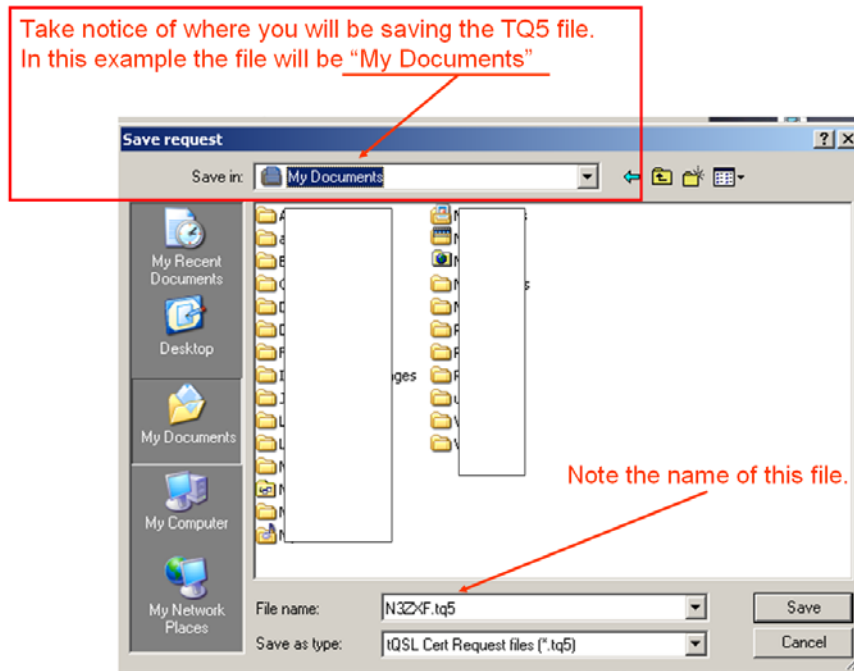 Take notice of where you will be saving the TQ5 file.
In this example the file will be "My Documents"
Save request
Save in:
My Documents
My Recent
Documents
Desktop
My Documents
My Computer
My Network
Places
ges
Note the name of this file.
File name:
N3ZXF.tq5
Save
Save as type:
tQSL Cert Request files (*.tq5)
Cancel